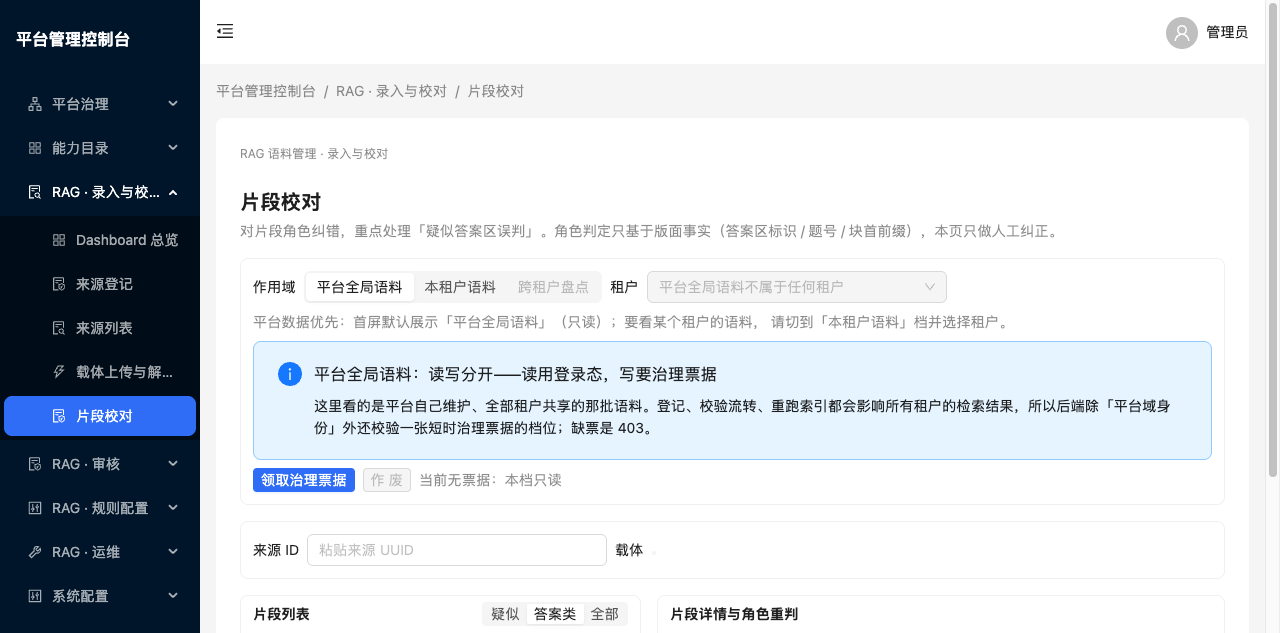 平台管理控制台
管理员
平台治理
能力目录
RAG · 录入与校...
Dashboard 总览
来源登记
来源列表
载体上传与解...
片段校对
RAG · 审核
RAG · 规则配置
RAG · 运维
系统配置
平台管理控制台 / RAG · 录入与校对 / 片段校对
RAG 语料管理 · 录入与校对
片段校对
对片段角色纠错，重点处理「疑似答案区误判」。角色判定只基于版面事实（答案区标识 / 题号 / 块首前缀），本页只做人工纠正。
作用域 平台全局语料 本租户语料 跨租户盘点 租户 平台全局语料不属于任何租户
平台数据优先：首屏默认展示「平台全局语料」（只读）；要看某个租户的语料， 请切到「本租户语料」档并选择租户。
平台全局语料：读写分开——读用登录态，写要治理票据
这里看的是平台自己维护、全部租户共享的那批语料。登记、校验流转、重跑索引都会影响所有租户的检索结果，所以后端除「平台域身
份」外还校验一张短时治理票据的档位；缺票是 403。
领取治理票据 作 废 当前无票据：本档只读
来源 ID 粘贴来源 UUID 载体
片段列表 疑似 答案类 全部
片段详情与角色重判